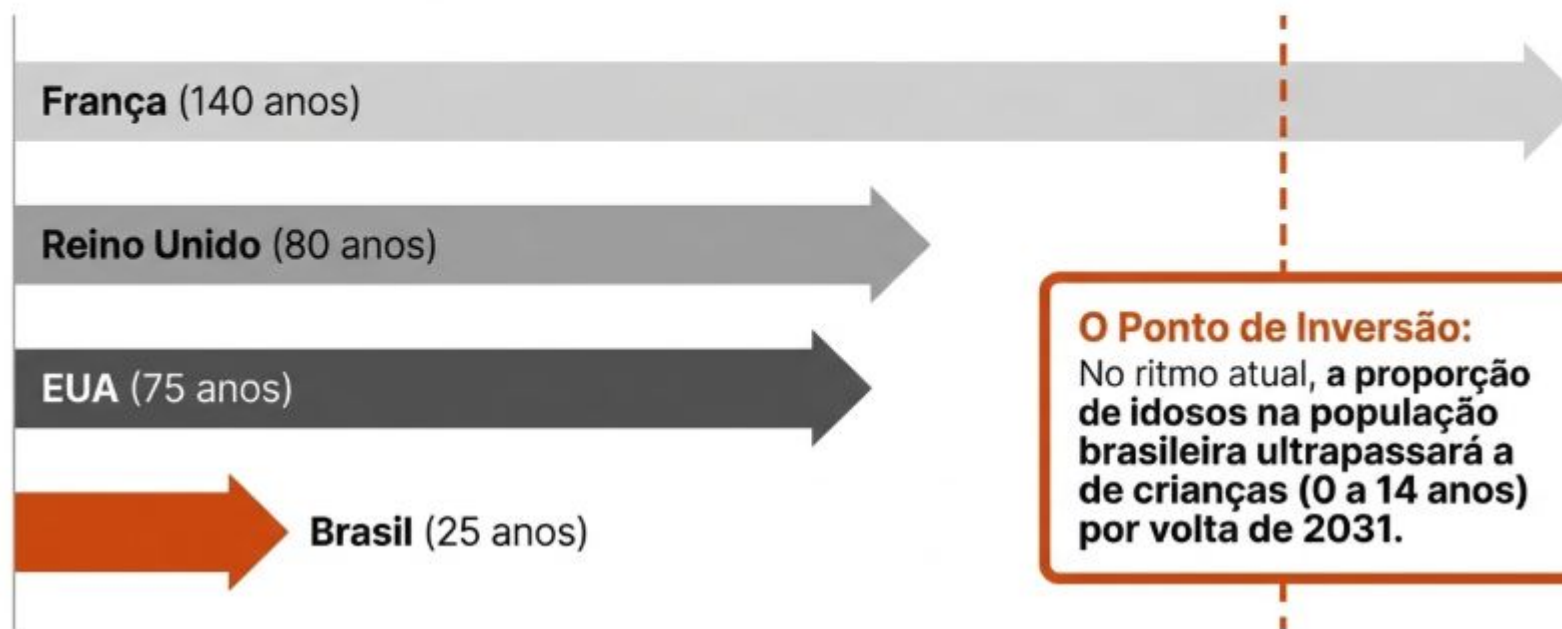 França (140 anos)
Reino Unido (80 anos)
EUA (75 anos)
Brasil (25 anos)
O Ponto de Inversão:
No ritmo atual, a proporção
de idosos na população
brasileira ultrapassará a
de crianças (0 a 14 anos)
por volta de 2031.